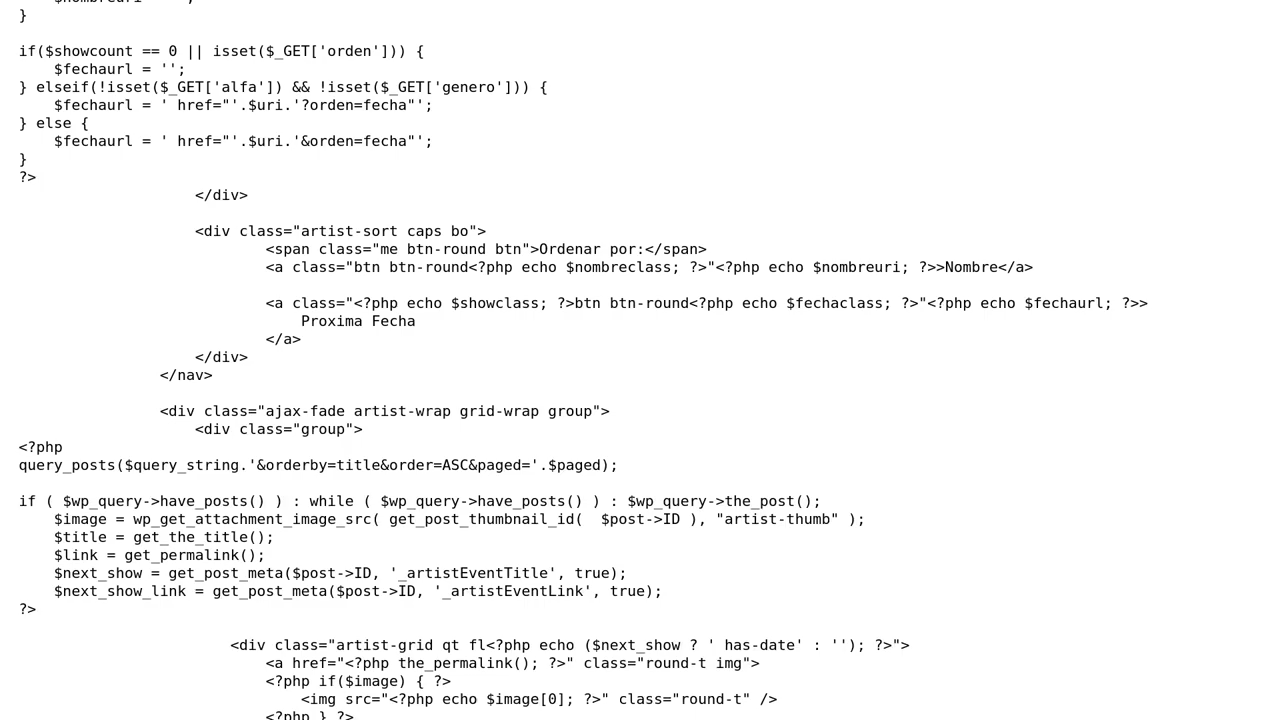 }
if($showcount == 0 || isset($_GET['orden'])) {
    $fechaurl = '';
} elseif(!isset($_GET['alfa']) && !isset($_GET['genero'])) {
    $fechaurl = ' href="'.$uri.'?orden=fecha"';
} else {
    $fechaurl = ' href="'.$uri.'&orden=fecha"';
}
?>
                    </div>
                    <div class="artist-sort caps bo">
                            <span class="me btn-round btn">Ordenar por:</span>
                            <a class="btn btn-round<?php echo $nombreclass; ?>"<?php echo $nombreuri; ?>>Nombre</a>
                            <a class="<?php echo $showclass; ?>btn btn-round<?php echo $fechaclass; ?>"<?php echo $fechaurl; ?>>
                                Proxima Fecha
                            </a>
                    </div>
                </nav>
                <div class="ajax-fade artist-wrap grid-wrap group">
                    <div class="group">
<?php
query_posts($query_string.'&orderby=title&order=ASC&paged='.$paged);
if ( $wp_query->have_posts() ) : while ( $wp_query->have_posts() ) : $wp_query->the_post();
    $image = wp_get_attachment_image_src( get_post_thumbnail_id(  $post->ID ), "artist-thumb" );
    $title = get_the_title();
    $link = get_permalink();
    $next_show = get_post_meta($post->ID, '_artistEventTitle', true);
    $next_show_link = get_post_meta($post->ID, '_artistEventLink', true);
?>
                        <div class="artist-grid qt fl<?php echo ($next_show ? ' has-date' : ''); ?>">
                            <a href="<?php the_permalink(); ?>" class="round-t img">
                            <?php if($image) { ?>
                                <img src="<?php echo $image[0]; ?>" class="round-t" />
                            <?php } ?>